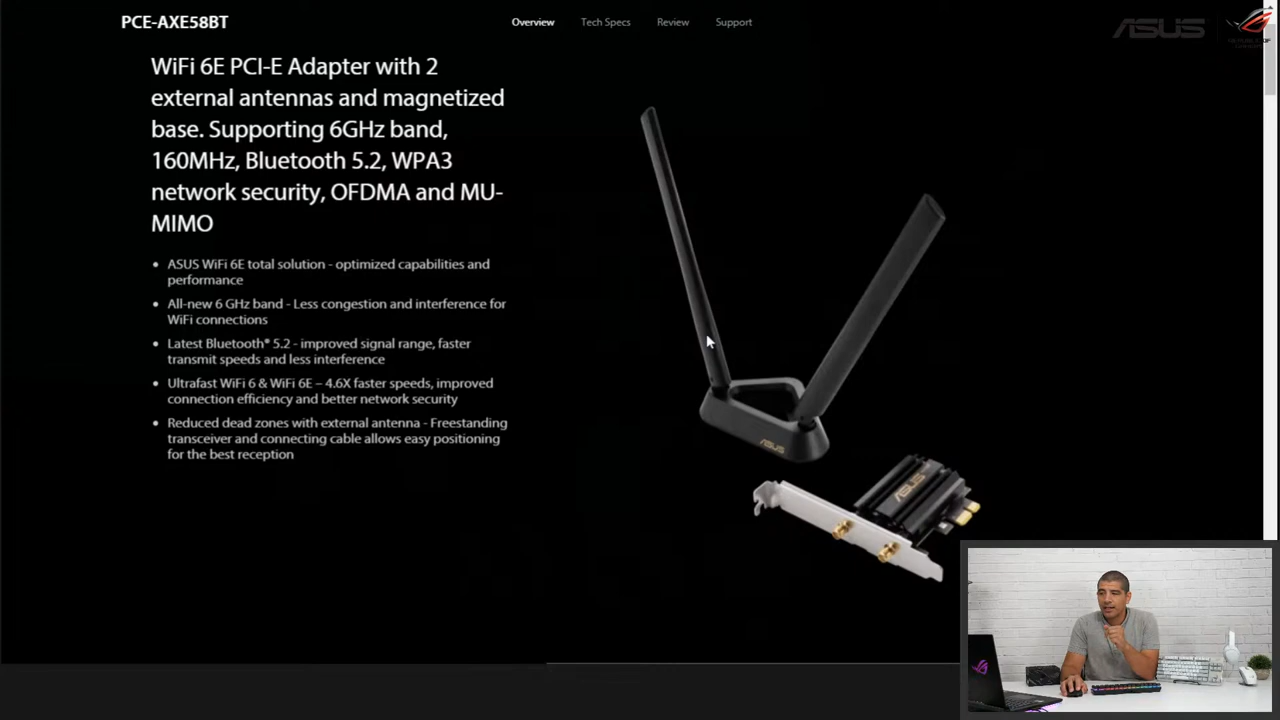 PCE-AXE58BT
Overview
Tech Specs
Review
Support
ASUS
WiFi 6E PCI-E Adapter with 2
external antennas and magnetized
base. Supporting 6GHz band,
160MHz, Bluetooth 5.2, WPA3
network security, OFDMA and MU-
MIMO
• ASUS WiFi 6E total solution - optimized capabilities and
performance
• All-new 6 GHz band - Less congestion and interference for
WiFi connections
• Latest Bluetooth® 5.2 - improved signal range, faster
transmit speeds and less interference
• Ultrafast WiFi 6 & WiFi 6E – 4.6X faster speeds, improved
connection efficiency and better network security
• Reduced dead zones with external antenna - Freestanding
transceiver and connecting cable allows easy positioning
for the best reception
ASUS
ASUS